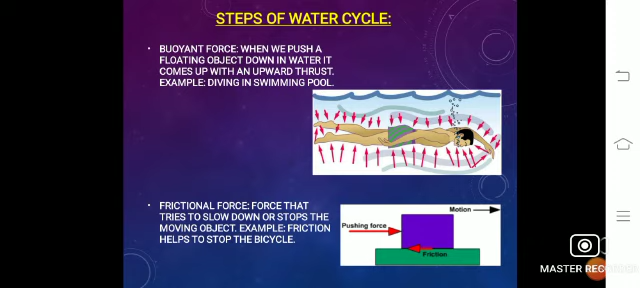 STEPS OF WATER CYCLE:
• BUOYANT FORCE: WHEN WE PUSH A
FLOATING OBJECT DOWN IN WATER IT
COMES UP WITH AN UPWARD THRUST.
EXAMPLE: DIVING IN SWIMMING POOL.
• FRICTIONAL FORCE: FORCE THAT
TRIES TO SLOW DOWN OR STOPS THE
MOVING OBJECT. EXAMPLE: FRICTION
HELPS TO STOP THE BICYCLE.
Motion
Pushing force
Friction
MASTER REC